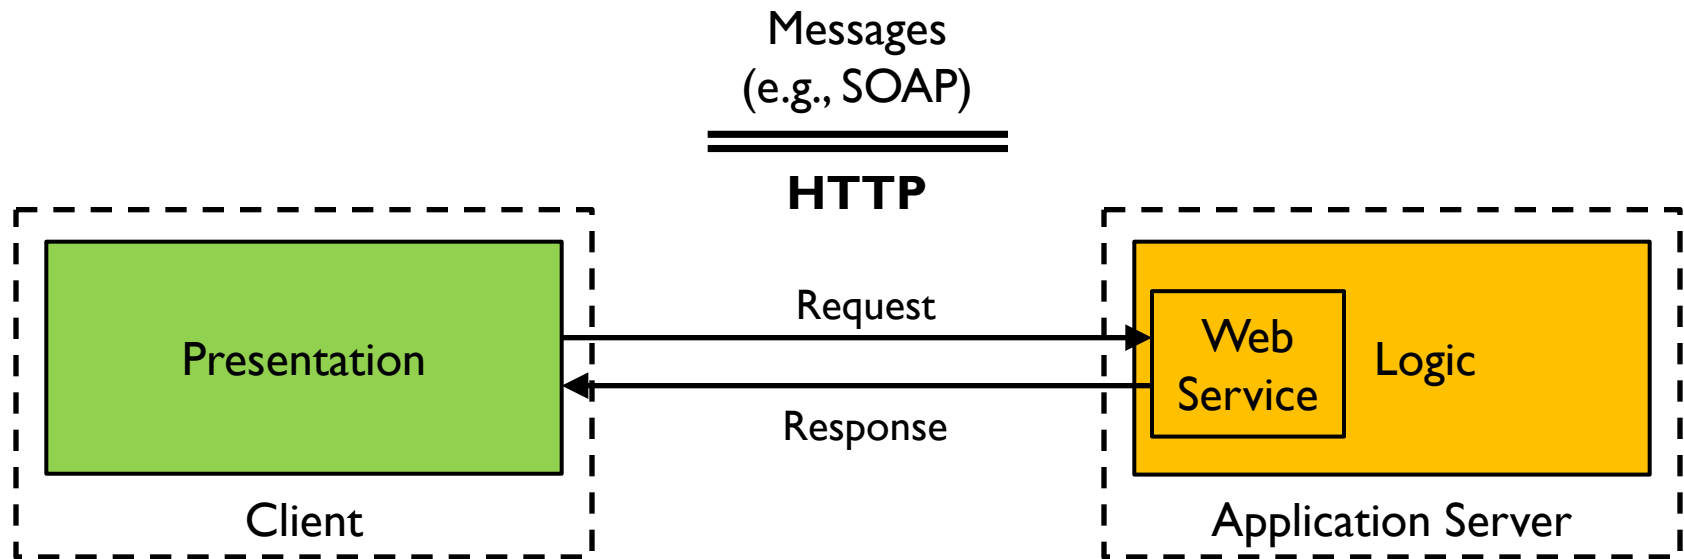 Messages
(e.g., SOAP)
HTTP
Request
Presentation
Web
Service
Logic
Response
Client
Application Server